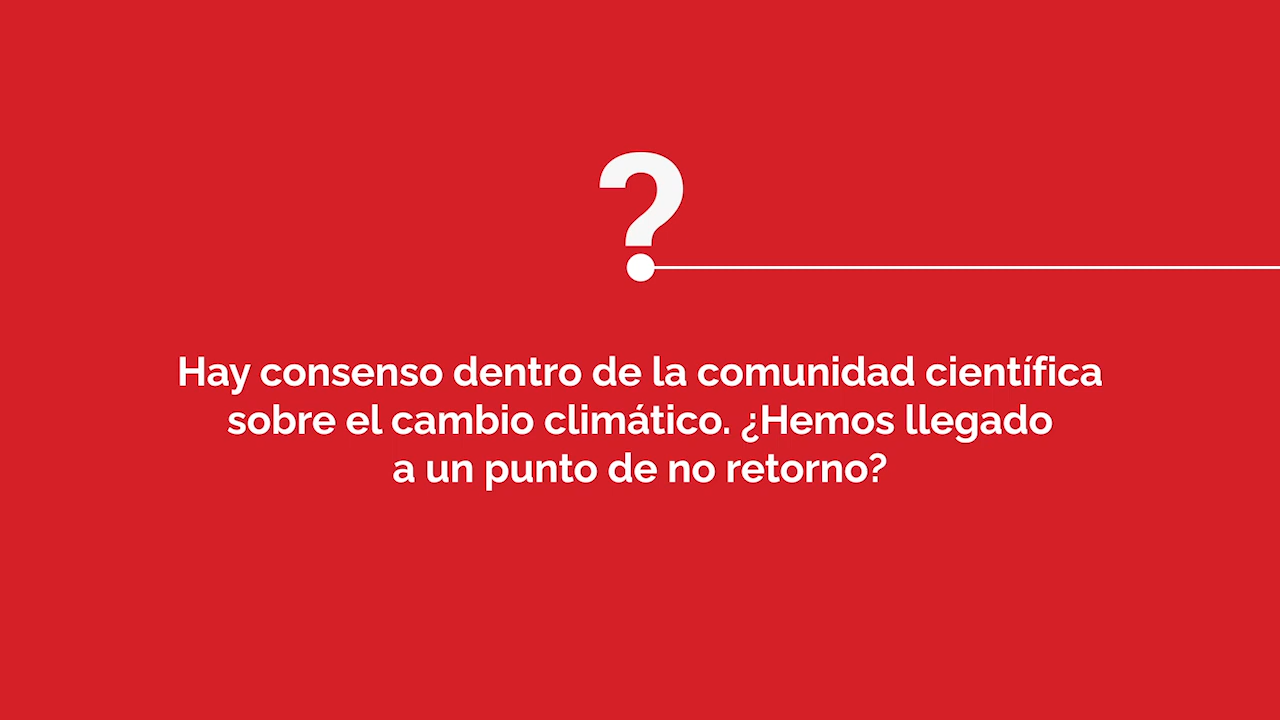 ?
Hay consenso dentro de la comunidad científica
sobre el cambio climático. ¿Hemos llegado
a un punto de no retorno?